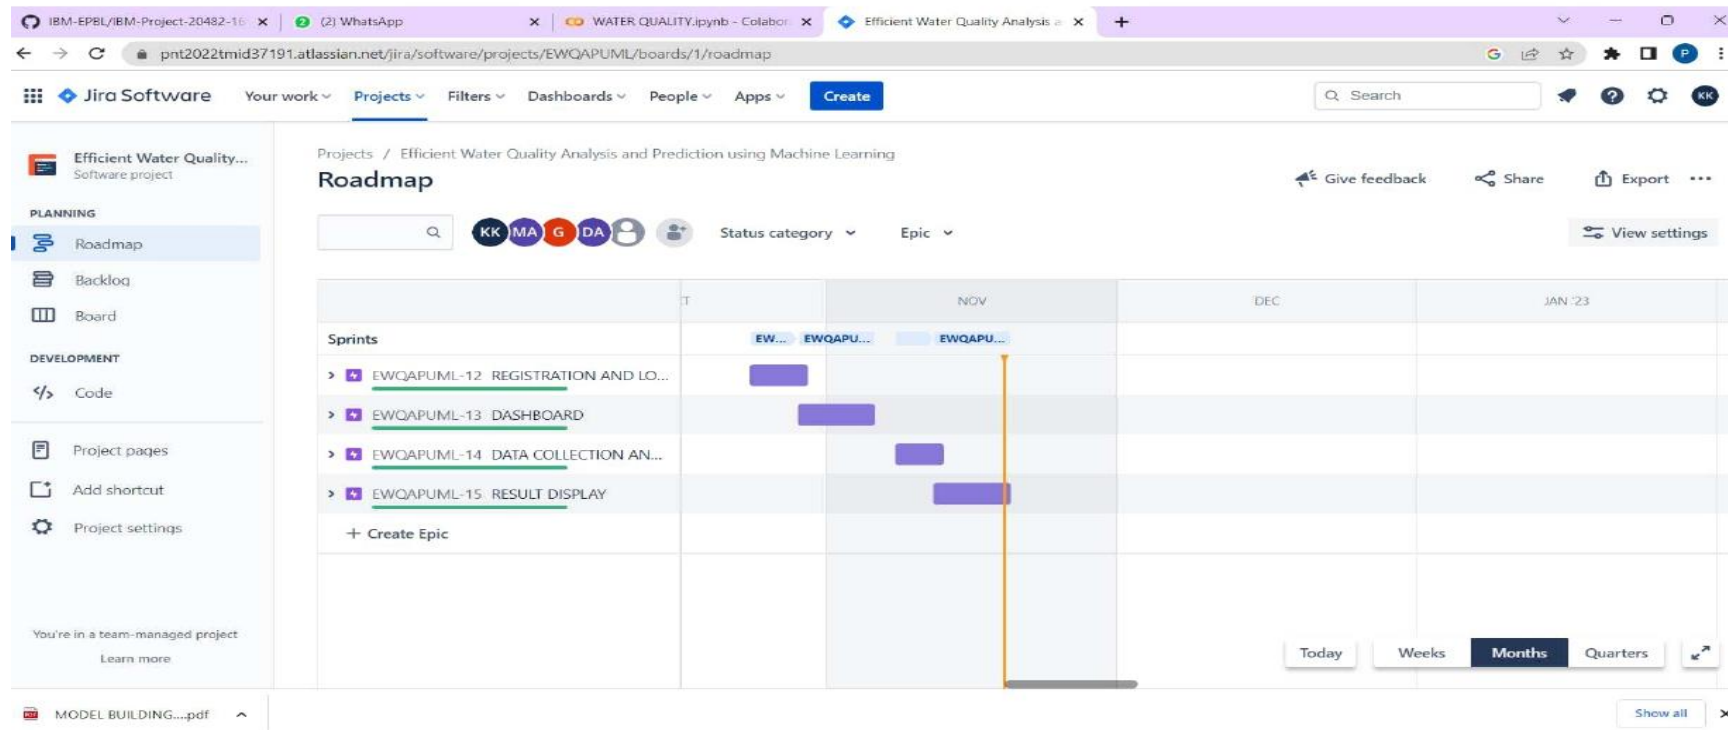 IBM-EPBL/IBM-Project-20482-16
(2) WhatsApp
WATER QUALITY.ipynb - Colabor
Efficient Water Quality Analysis a
pnt2022tmid37191.atlassian.net/jira/software/projects/EWQAPUML/boards/1/roadmap
P
Jira Software
Your work
Projects
Filters
Dashboards
People
Apps
Create
Search
KK
Efficient Water Quality...
Software project
Projects / Efficient Water Quality Analysis and Prediction using Machine Learning
Roadmap
Give feedback
Share
Export
PLANNING
Roadmap
Backlog
Board
DEVELOPMENT
Code
Project pages
Add shortcut
Project settings
You're in a team-managed project
Learn more
KK MA G DA
Status category
Epic
View settings
T NOV DEC JAN '23
Sprints EW... EWQAPU... EWQAPU...
EWQAPUML-12 REGISTRATION AND LO...
EWQAPUML-13 DASHBOARD
EWQAPUML-14 DATA COLLECTION AN...
EWQAPUML-15 RESULT DISPLAY
+ Create Epic
Today Weeks Months Quarters
MODEL BUILDING....pdf
Show all